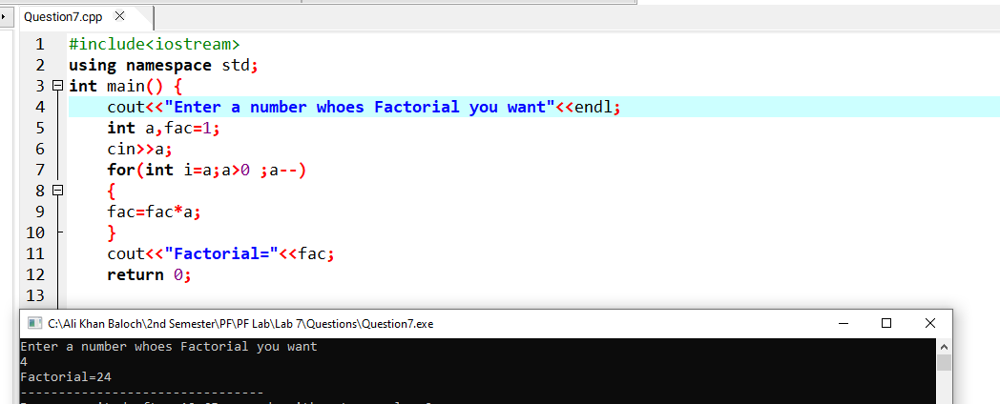 Question7.cpp
1 #include<iostream>
2 using namespace std;
3 int main() {
4 cout<<"Enter a number whoes Factorial you want"<<endl;
5 int a,fac=1;
6 cin>>a;
7 for(int i=a;a>0 ;a--)
8 {
9 fac=fac*a;
10 }
11 cout<<"Factorial="<<fac;
12 return 0;
13
C:\Ali Khan Baloch\2nd Semester\PF\PF Lab\Lab 7\Questions\Question7.exe
Enter a number whoes Factorial you want
4
Factorial=24
--------------------------------